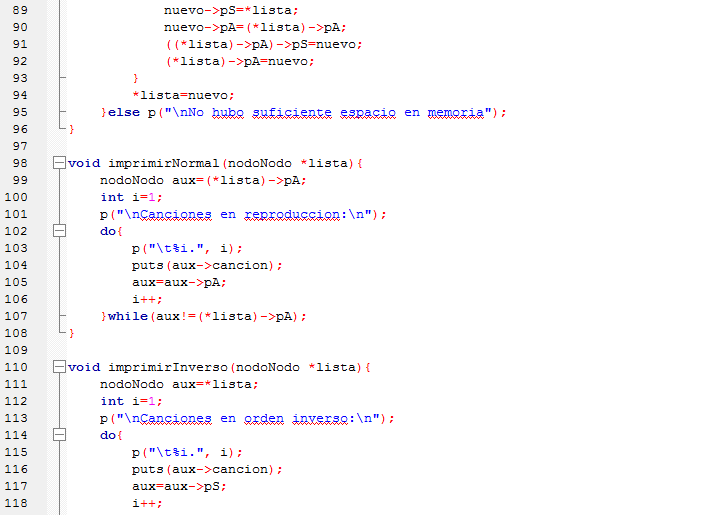 89 nuevo->pS=*lista;
90 nuevo->pA=(*lista)->pA;
91 ((*lista)->pA)->pS=nuevo;
92 (*lista)->pA=nuevo;
93 }
94 *lista=nuevo;
95 }else p("\nNo hubo suficiente espacio en memoria");
96 }
97
98 void imprimirNormal(nodoNodo *lista){
99 nodoNodo aux=(*lista)->pA;
100 int i=1;
101 p("\nCanciones en reproduccion:\n");
102 do{
103 p("\t%i.", i);
104 puts(aux->cancion);
105 aux=aux->pA;
106 i++;
107 }while(aux!=(*lista)->pA);
108 }
109
110 void imprimirInverso(nodoNodo *lista){
111 nodoNodo aux=*lista;
112 int i=1;
113 p("\nCanciones en orden inverso:\n");
114 do{
115 p("\t%i.", i);
116 puts(aux->cancion);
117 aux=aux->pS;
118 i++;